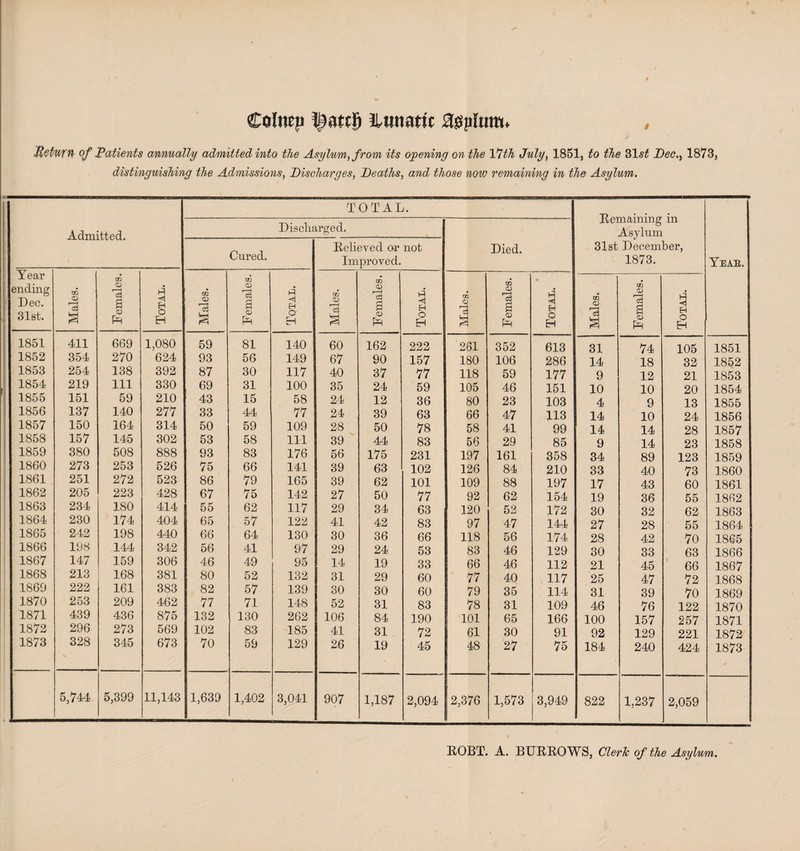 Colney Hatch Lunatic Asylum.
Return of Patients annually admitted into the Asylum, from its opening on the 17th July, 1851, to the 31st Dec., 1873,
distinguishing the Admissions, Discharges, Deaths, and those now remaining in the Asylum.
Admitted. TOTAL. Remaining in Asylum 31st December, 1873. YEAR.
Discharged. Died.
Cured. Relieved or not Improved.
Year ending Dec. 31st. Males. Females. TOTAL. Males. Females. TOTAL. Males. Females. TOTAL. Males. Females. TOTAL. Males. Females. TOTAL.
1851 411 669 1,080 59 81 140 60 162 222 261 352 613 31 74 105 1851
1852 354 270 624 93 56 149 67 90 157 180 106 286 14 18 32 1852
1853 254 138 392 87 30 117 40 37 77 118 59 177 9 12 21 1853
1854 219 111 330 69 31 100 35 24 59 105 46 151 10 10 20 1854
1855 151 59 210 43 15 58 24 12 36 80 23 103 4 9 13 1855
1856 137 140 277 33 44 77 24 39 63 66 47 113 14 10 24 1856
1857 150 164 314 50 59 109 28 50 78 58 41 99 14 14 28 1857
1858 157 145 302 53 58 111 39 44 83 56 29 85 9 14 23 1858
1859 380 508 888 93 83 176 56 175 231 197 161 358 34 89 123 1859
1860 273 253 526 75 66 141 39 63 102 126 84 210 33 40 73 1860
1861 251 272 523 86 79 165 39 62 101 109 88 197 17 43 60 1861
1862 205 223 428 67 75 142 27 50 77 92 62 154 19 36 55 1862
1863 234 180 414 55 62 117 29 34 63 120 52 172 30 32 62 1863
1864 230 174 404 65 57 122 41 42 83 97 47 144 27 28 55 1864
1865 242 198 440 66 64 130 30 36 66 118 56 174 28 42 70 1865
1866 198 144 342 56 41 97 29 24 53 83 46 129 30 33 63 1866
1867 147 159 306 46 49 95 14 19 33 66 46 112 21 45 66 1867
1868 213 168 381 80 52 132 31 29 60 77 40 117 25 47 72 1868
1869 222 161 383 82 57 139 30 30 60 79 35 114 31 39 70 1869
1870 253 209 462 77 71 148 52 31 83 78 31 109 46 76 122 1870
1871 439 436 875 132 130 262 106 84 190 101 65 166 100 157 257 1871
1872 296 273 569 102 83 185 41 31 72 61 30 91 92 129 221 1872
1873 328 345 673 70 59 129 26 19 45 48 27 75 184 240 424 1873
5,744 5,399 11,143 1,639 1,402 3,041 907 1,187 2,094 2,376 1,573 3,949 822 1,237 2,059
ROBT. A. BURROWS, Clerk of the Asylum.